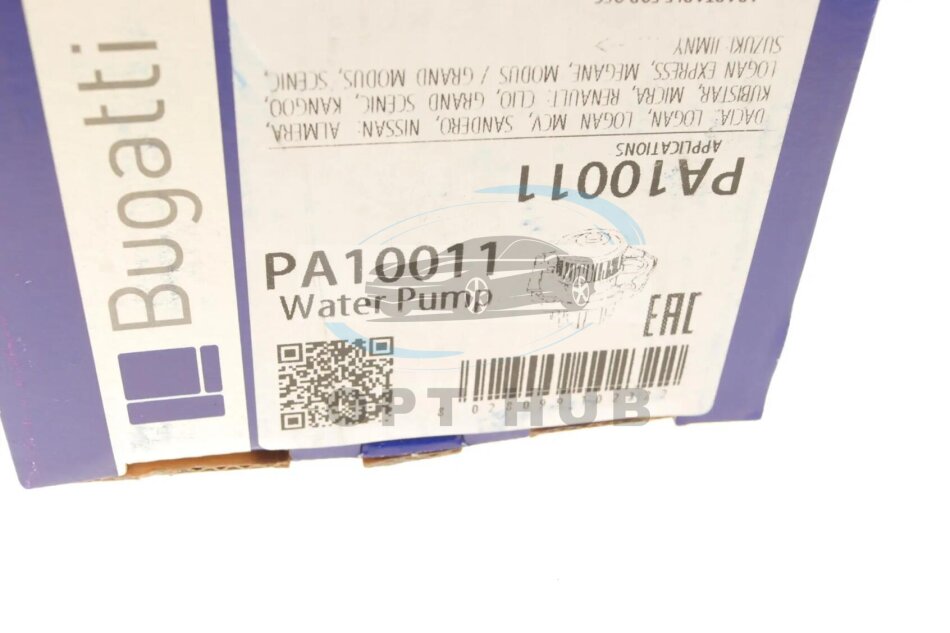 Bugatti
PA10011
APPLICATIONS
DACIA: LOGAN, LOGAN MCV, SANDERO, NISSAN: ALMERA,
KUBISTAR, MICRA, RENAULT: CLIO, GRAND SCENIC, KANGOO,
LOGAN EXPRESS, MEGANE, MODUS / GRAND MODUS, SCENIC,
SUZUKI: JIMNY
PA10011
Water Pump
EAC
OPT HUB